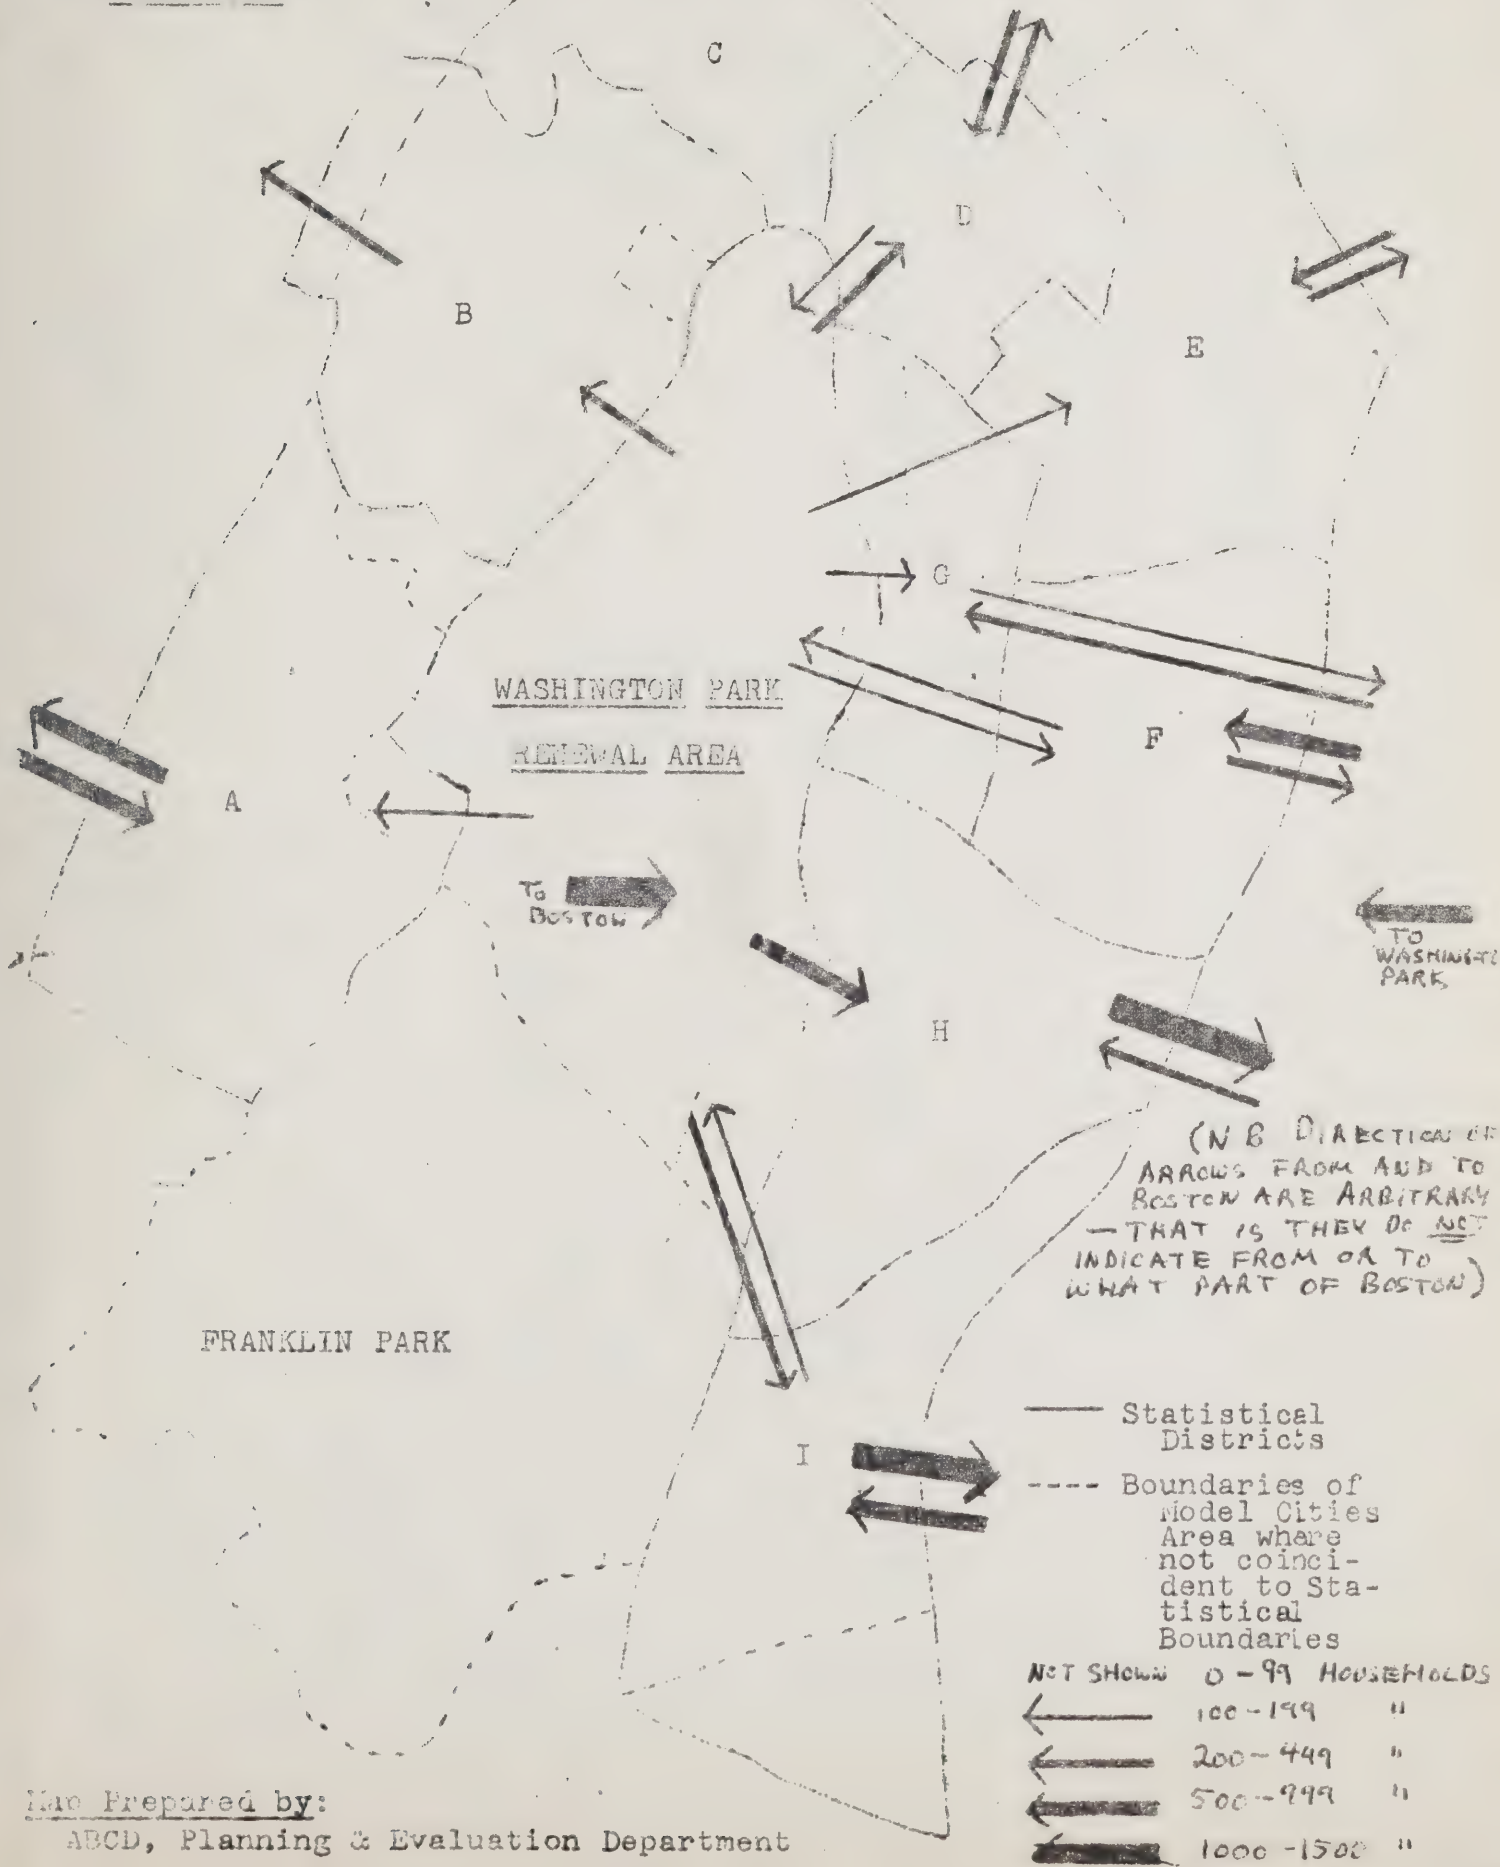 C
D
B
E
G
WASHINGTON PARK
RENEWAL AREA
F
A
TO
BOSTON
TO
WASHINGTO
PARK
H
(NB DIRECTION OF
ARROWS FROM AND TO
BOSTON ARE ARBITRARY
— THAT IS THEY DO NOT
INDICATE FROM OR TO
WHAT PART OF BOSTON)
FRANKLIN PARK
I
Statistical
Districts
Boundaries of
Model Cities
Area where
not coinci-
dent to Sta-
tistical
Boundaries
NOT SHOWN 0-99 HOUSEHOLDS
100-199 "
200-449 "
500-999 "
1000-1500 "
Map Prepared by:
ABCD, Planning & Evaluation Department